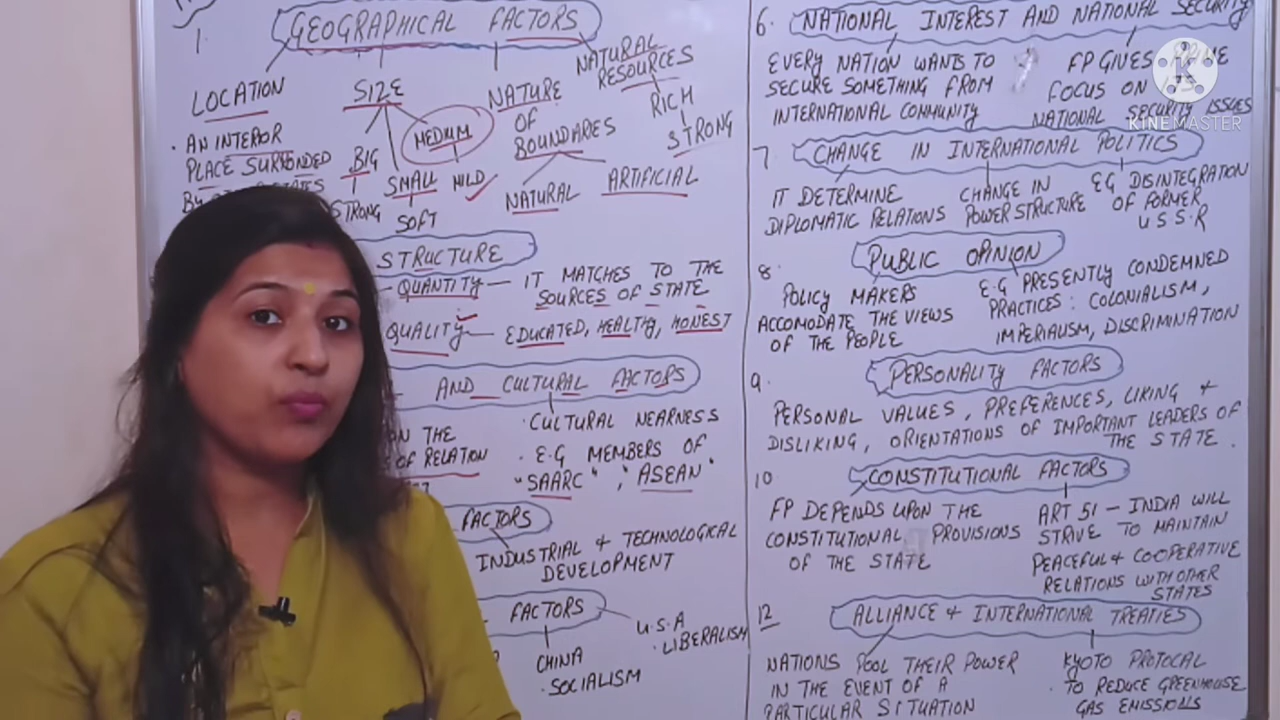 1.
GEOGRAPHICAL FACTORS
LOCATION
• AN INTERIOR
PLACE SURROUNDED
SIZE
BIG
STRONG
SMALL
SOFT
MEDIUM
MILD
NATURE
OF
BOUNDARIES
NATURAL
ARTIFICIAL
NATURAL
RESOURCES
RICH
STRONG
STRUCTURE
- QUANTITY - IT MATCHES TO THE
SOURCES OF STATE
QUALITY - EDUCATED, HEALTHY, HONEST
AND CULTURAL FACTORS
ON THE
OF RELATION
• CULTURAL NEARNESS
• E.G MEMBERS OF
"SAARC", "ASEAN"
FACTORS
INDUSTRIAL & TECHNOLOGICAL
DEVELOPMENT
FACTORS
CHINA
• SOCIALISM
U.S.A
• LIBERALISM
6. NATIONAL INTEREST AND NATIONAL SECURITY
EVERY NATION WANTS TO
SECURE SOMETHING FROM
INTERNATIONAL COMMUNITY
FP GIVES
FOCUS ON
NATIONAL SECURITY ISSUES
KINEMASTER
7 CHANGE IN INTERNATIONAL POLITICS
IT DETERMINE
DIPLOMATIC RELATIONS
CHANGE IN
POWER STRUCTURE
EG DISINTEGRATION
OF FORMER
U S S R
8. PUBLIC OPINION
POLICY MAKERS
ACCOMODATE THE VIEWS
OF THE PEOPLE
E.G PRESENTLY CONDEMNED
PRACTICES: COLONIALISM,
IMPERIALISM, DISCRIMINATION
9. PERSONALITY FACTORS
PERSONAL VALUES, PREFERENCES, LIKING &
DISLIKING, ORIENTATIONS OF IMPORTANT LEADERS OF
THE STATE.
10 CONSTITUTIONAL FACTORS
FP DEPENDS UPON THE
CONSTITUTIONAL PROVISIONS
OF THE STATE
ART 51 - INDIA WILL
STRIVE TO MAINTAIN
PEACEFUL & COOPERATIVE
RELATIONS WITH OTHER
STATES
12 ALLIANCE & INTERNATIONAL TREATIES
NATIONS POOL THEIR POWER
IN THE EVENT OF A
PARTICULAR SITUATION
KYOTO PROTOCAL
• TO REDUCE GREENHOUSE
GAS EMISSIONS